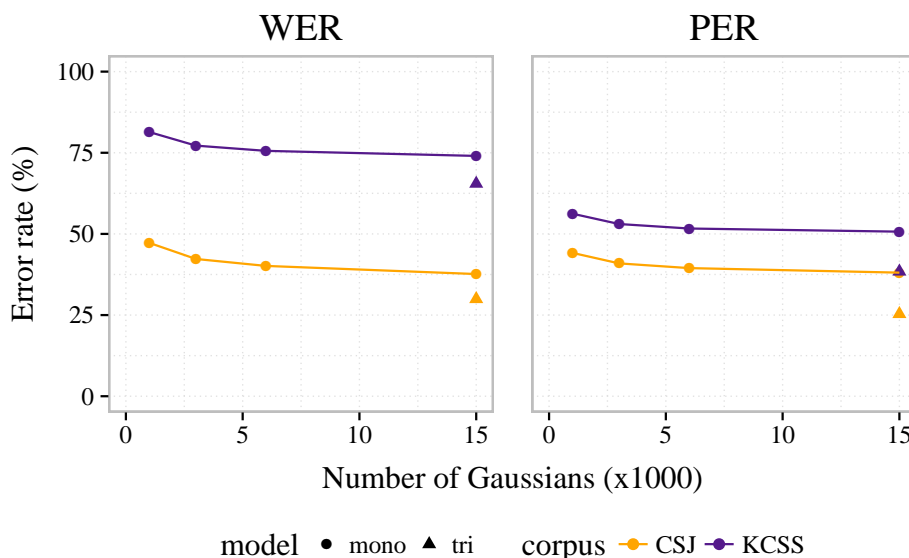 WER PER
Error rate (%)
100
75
50
25
0
0 5 10 15 0 5 10 15
Number of Gaussians (x1000)
model mono tri corpus CSJ KCSS